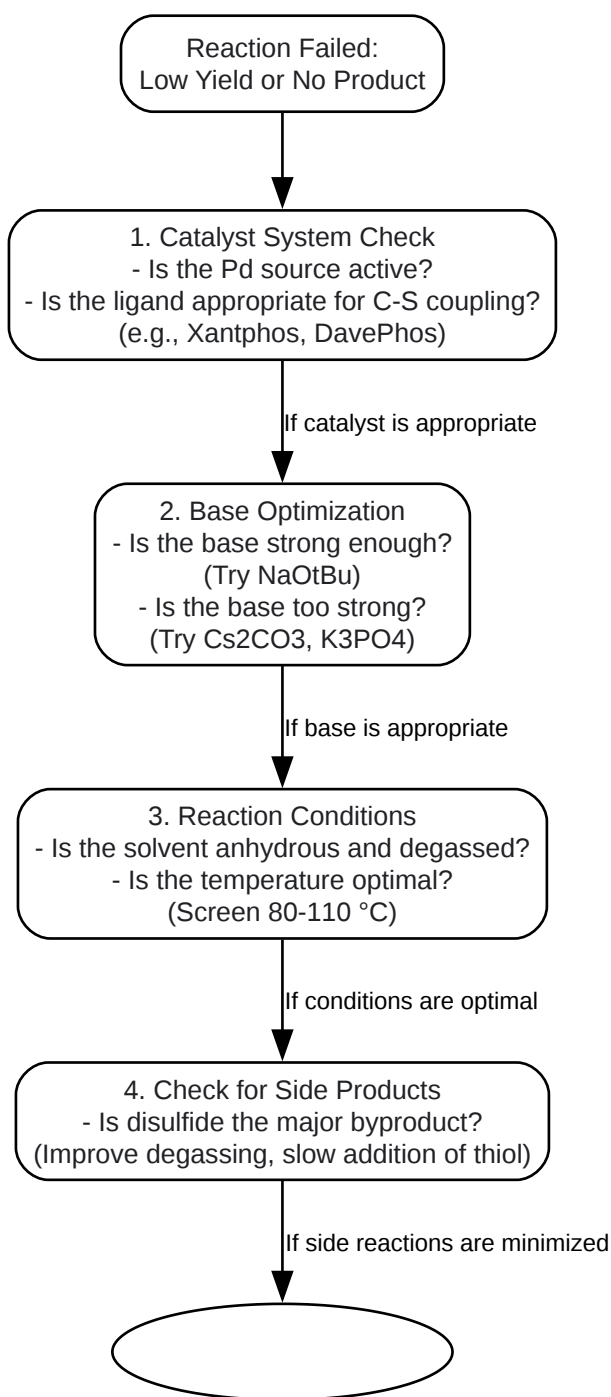 Reaction Failed:
Low Yield or No Product
1. Catalyst System Check
- Is the Pd source active?
- Is the ligand appropriate for C-S coupling?
(e.g., Xantphos, DavePhos)
If catalyst is appropriate
2. Base Optimization
- Is the base strong enough?
(Try NaOtBu)
- Is the base too strong?
(Try Cs2CO3, K3PO4)
If base is appropriate
3. Reaction Conditions
- Is the solvent anhydrous and degassed?
- Is the temperature optimal?
(Screen 80-110 °C)
If conditions are optimal
4. Check for Side Products
- Is disulfide the major byproduct?
(Improve degassing, slow addition of thiol)
If side reactions are minimized